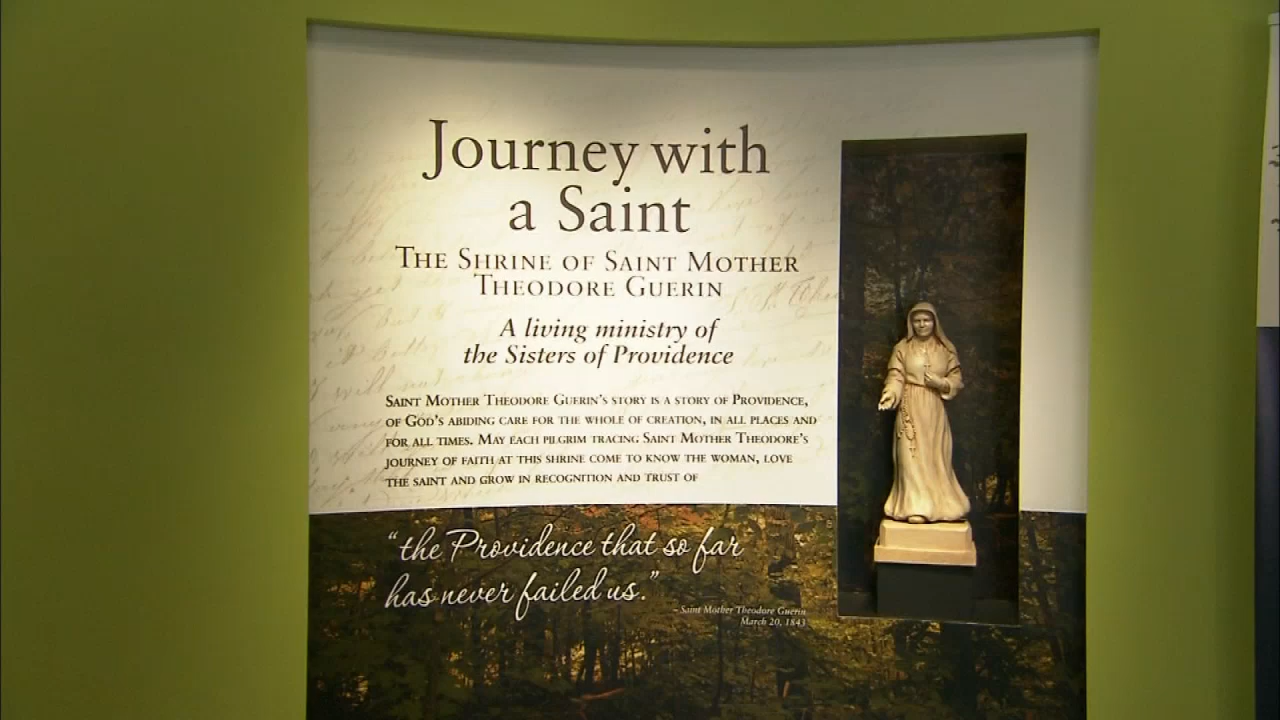 Journey with
a Saint
The Shrine of Saint Mother
Theodore Guerin
A living ministry of
the Sisters of Providence
Saint Mother Theodore Guerin's story is a story of Providence,
of God's abiding care for the whole of creation, in all places and
for all times. May each pilgrim tracing Saint Mother Theodore's
journey of faith at this shrine come to know the woman, love
the saint and grow in recognition and trust of
"the Providence that so far
has never failed us."
– Saint Mother Theodore Guerin
March 20, 1843